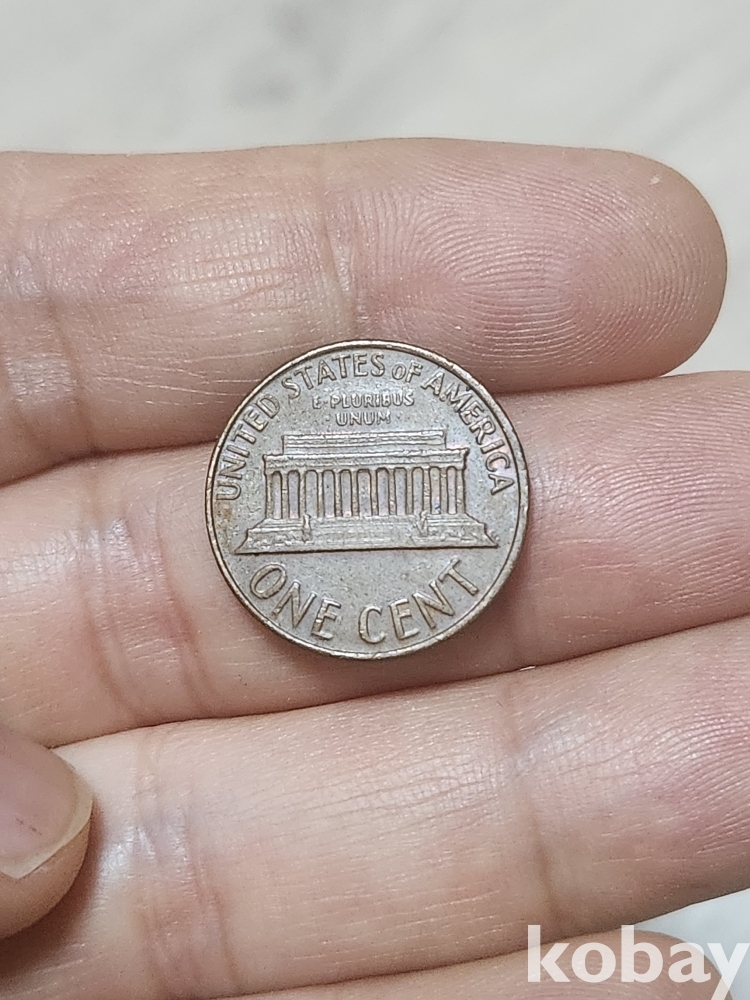 UNITED STATES OF AMERICA
E·PLURIBUS
·UNUM·
ONE CENT
kobay